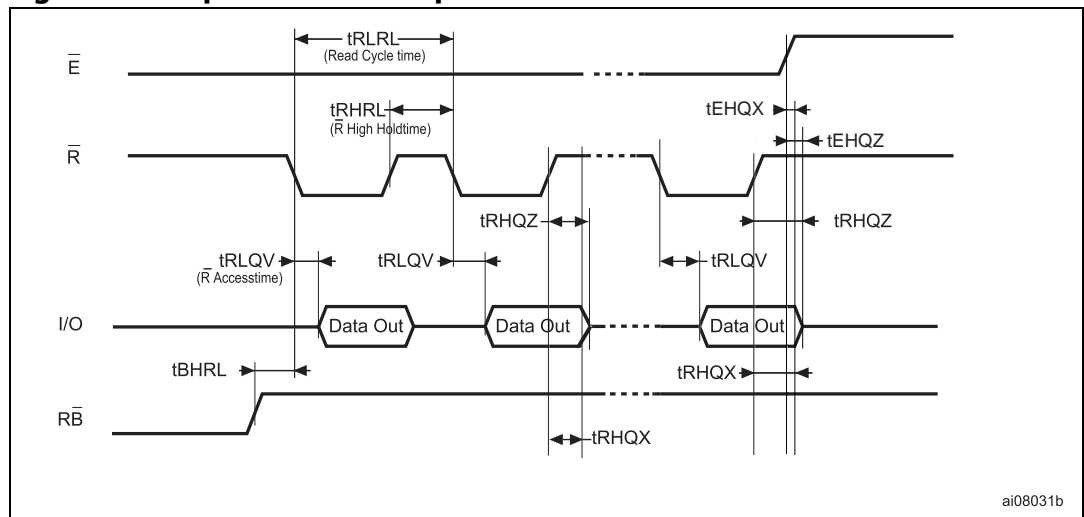 tRLRL
(Read Cycle time)
E̅
tRHRL
(R̅ High Holdtime)
tEHQX
tEHQZ
R̅
tRHQZ
tRHQZ
tRLQV
(R̅ Accesstime)
tRLQV
tRLQV
I/O
Data Out
Data Out
Data Out
tBHRL
tRHQX
RB̅
tRHQX
ai08031b